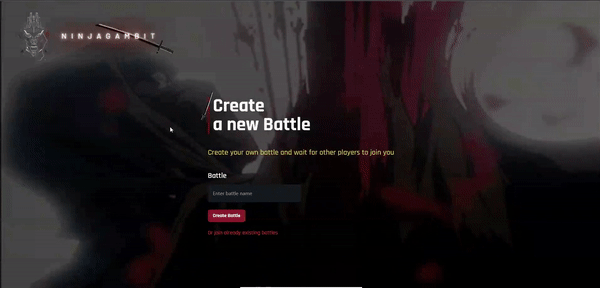 NINJAGAMBIT
Create
a new Battle
Create your own battle and wait for other players to join you
Battle
Enter battle name
Create Battle
Or join already existing battles